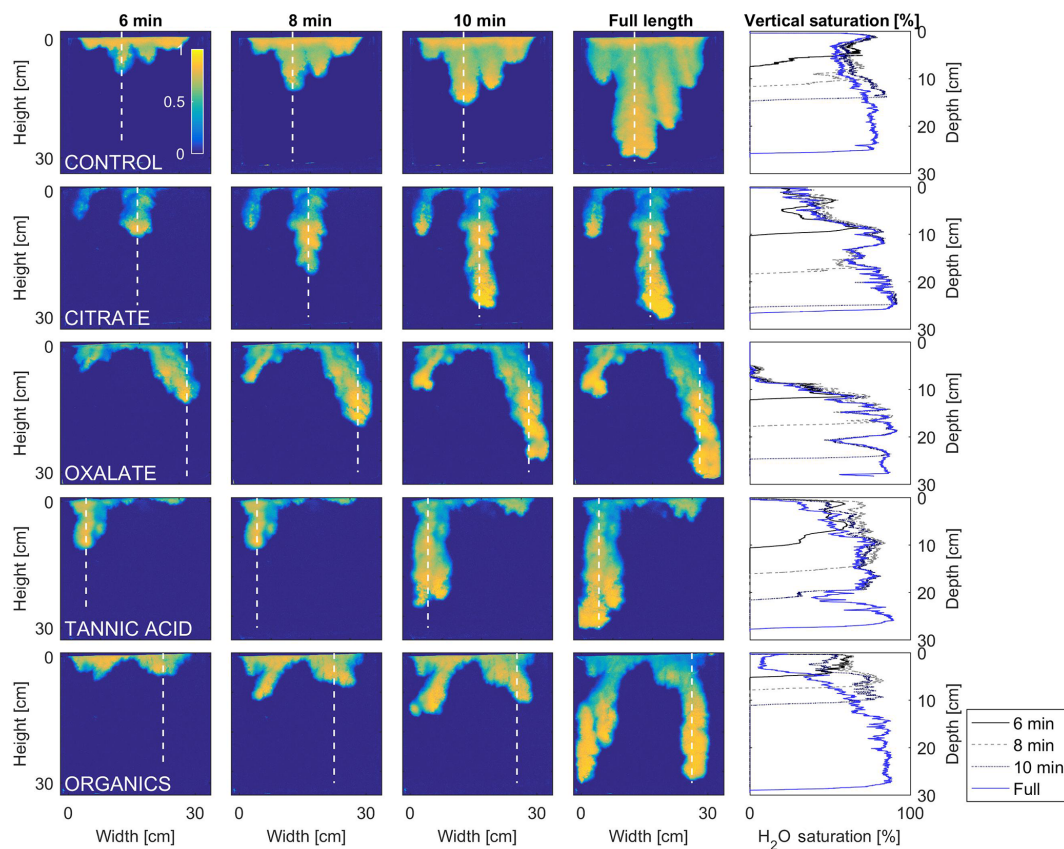 6 min 8 min 10 min Full length Vertical saturation [%]
Height [cm] 0 30 CONTROL 1 0.5 0 0 10 20 30 Depth [cm]
Height [cm] 0 30 CITRATE 0 10 20 30 Depth [cm]
Height [cm] 0 30 OXALATE 0 10 20 30 Depth [cm]
Height [cm] 0 30 TANNIC ACID 0 10 20 30 Depth [cm]
Height [cm] 0 30 ORGANICS 0 10 20 30 Depth [cm]
0 30 0 30 0 30 0 30 0 100
Width [cm] Width [cm] Width [cm] Width [cm] H₂O saturation [%]
6 min
8 min
10 min
Full